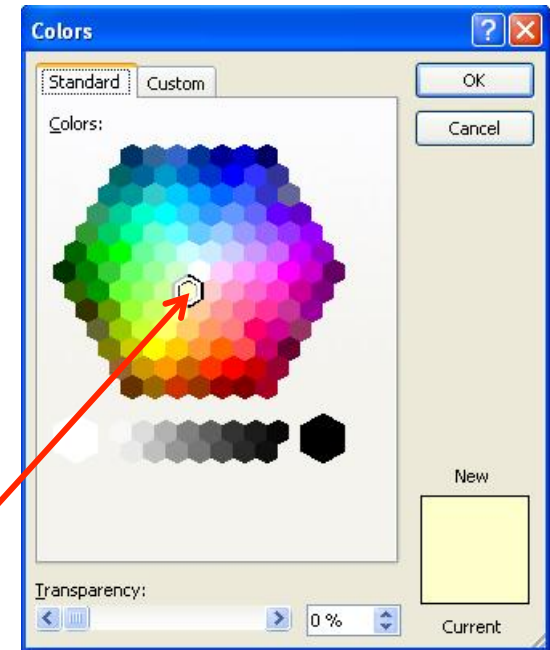 Colors
Standard Custom
OK
Colors:
Cancel
New
Transparency:
0 %
Current